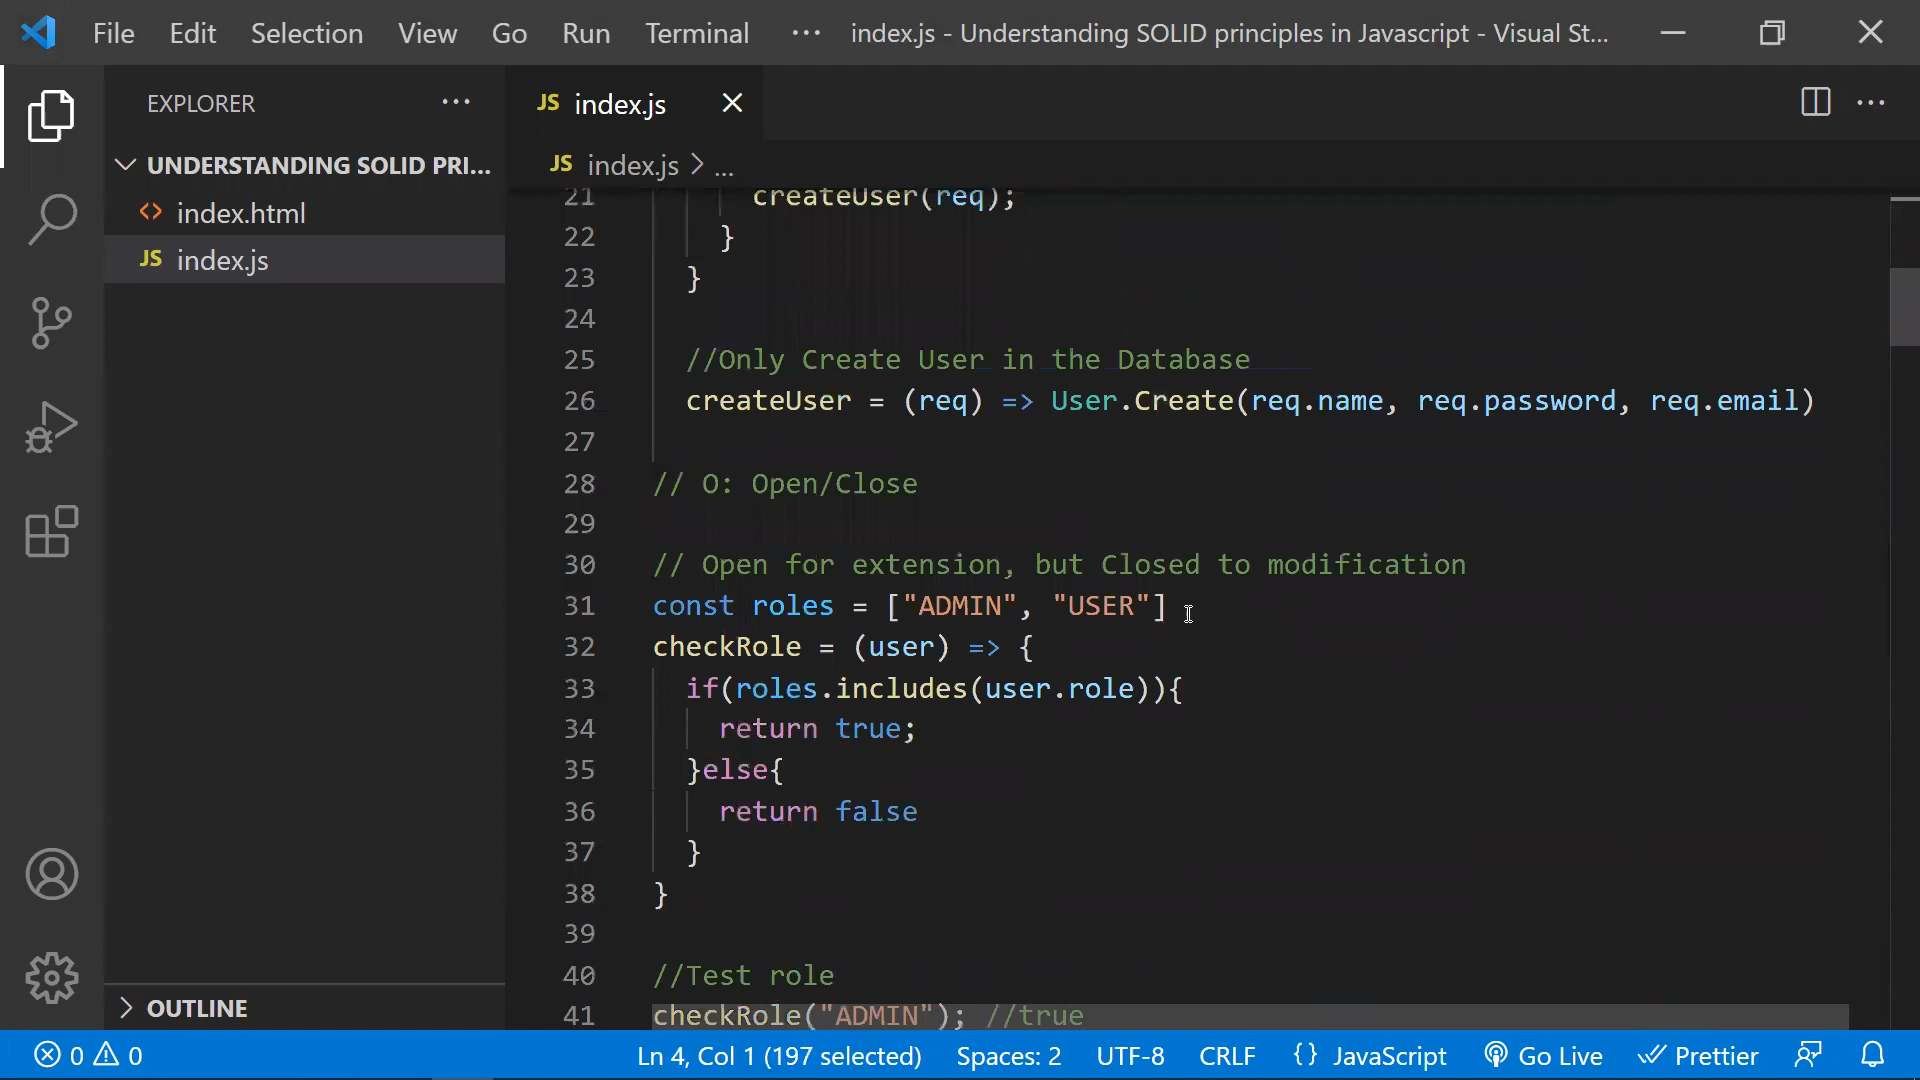 File Edit Selection View Go Run Terminal ··· index.js - Understanding SOLID principles in Javascript - Visual St...
EXPLORER ···
JS index.js
UNDERSTANDING SOLID PRI...
JS index.js > ...
<> index.html
JS index.js
21 createUser(req);
22 }
23 }
24
25 //Only Create User in the Database
26 createUser = (req) => User.Create(req.name, req.password, req.email)
27
28 // O: Open/Close
29
30 // Open for extension, but Closed to modification
31 const roles = ["ADMIN", "USER"]
32 checkRole = (user) => {
33 if(roles.includes(user.role)){
34 return true;
35 }else{
36 return false
37 }
38 }
39
40 //Test role
41 checkRole("ADMIN"); //true
OUTLINE
0 0 Ln 4, Col 1 (197 selected) Spaces: 2 UTF-8 CRLF {} JavaScript Go Live Prettier